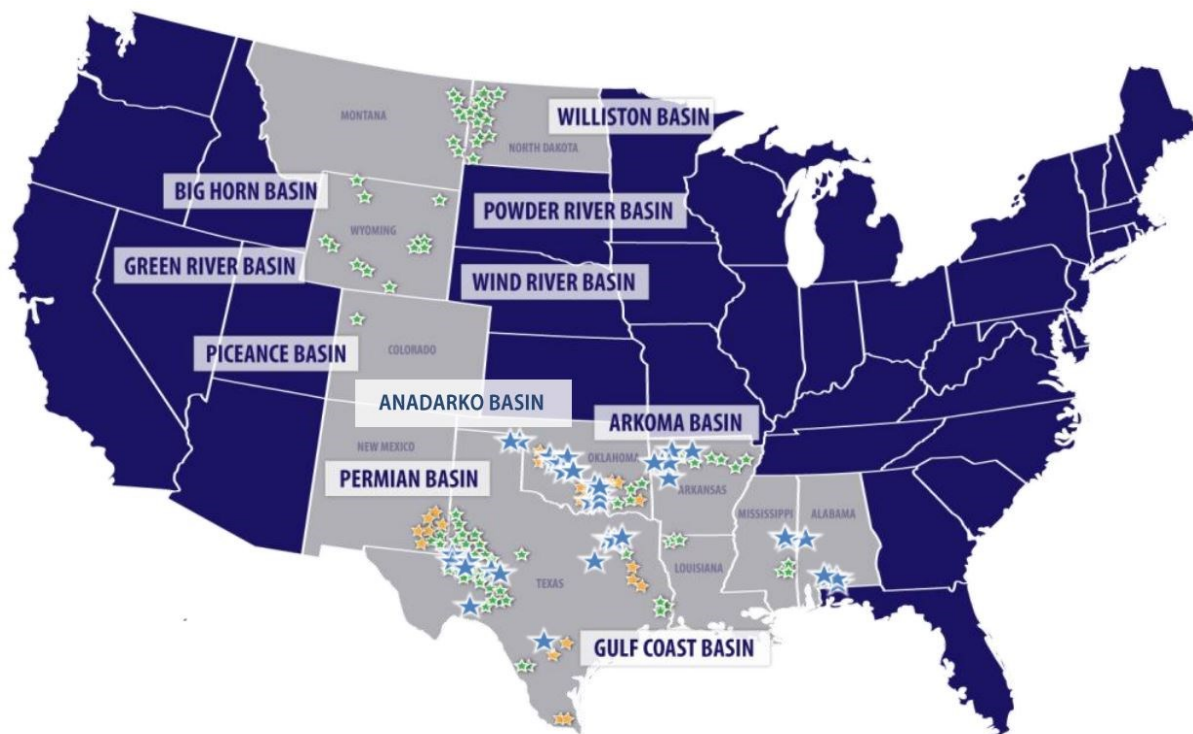 MONTANA
WILLISTON BASIN
NORTH DAKOTA
BIG HORN BASIN
POWDER RIVER BASIN
WYOMING
GREEN RIVER BASIN
WIND RIVER BASIN
PICEANCE BASIN
COLORADO
ANADARKO BASIN
ARKOMA BASIN
NEW MEXICO
OKLAHOMA
PERMIAN BASIN
ARKANSAS
MISSISSIPPI
ALABAMA
TEXAS
LOUISIANA
GULF COAST BASIN